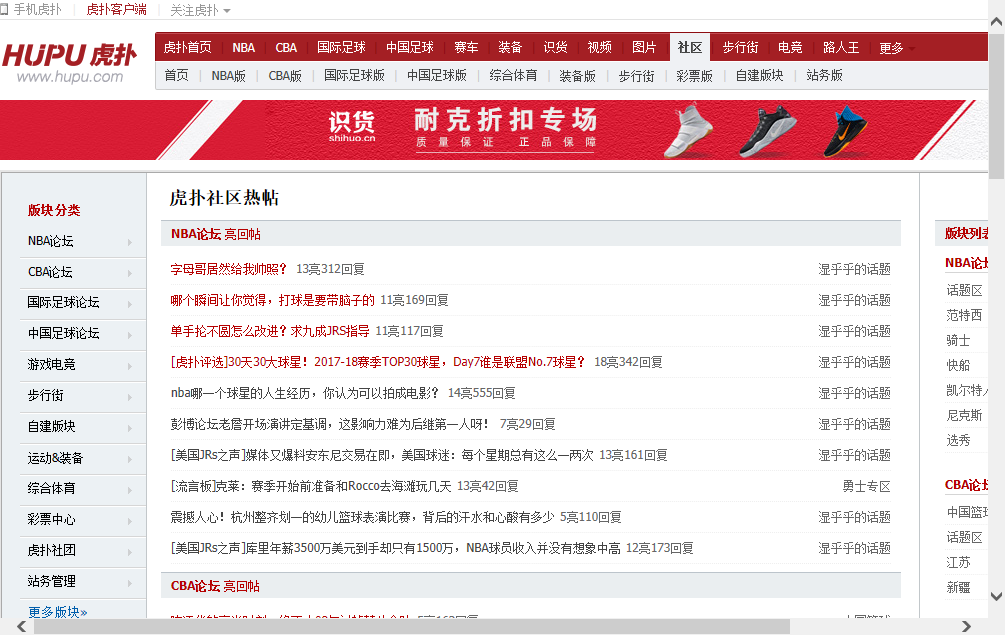 手机虎扑 虎扑客户端 关注虎扑
HUPU 虎扑
www.hupu.com
虎扑首页 NBA CBA 国际足球 中国足球 赛车 装备 识货 视频 图片 社区 步行街 电竞 路人王 更多
首页 NBA版 CBA版 国际足球版 中国足球版 综合体育 装备版 步行街 彩票版 自建版块 站务版
识货
shihuo.cn
耐克折扣专场
质量保证 正品保障
版块分类
NBA论坛
CBA论坛
国际足球论坛
中国足球论坛
游戏电竞
步行街
自建版块
运动&装备
综合体育
彩票中心
虎扑社团
站务管理
更多版块»
虎扑社区热帖
NBA论坛 亮回帖
字母哥居然给我帅照？ 13亮312回复 湿乎乎的话题
哪个瞬间让你觉得，打球是要带脑子的 11亮169回复 湿乎乎的话题
单手抡不圆怎么改进？求九成JRS指导 11亮117回复 湿乎乎的话题
[虎扑评选]30天30大球星！2017-18赛季TOP30球星，Day7谁是联盟No.7球星？ 18亮342回复 湿乎乎的话题
nba哪一个球星的人生经历，你认为可以拍成电影？ 14亮555回复 湿乎乎的话题
彭博论坛老詹开场演讲定基调，这影响力难为后继第一人呀！ 7亮29回复 湿乎乎的话题
[美国JRs之声]媒体又爆料安东尼交易在即，美国球迷：每个星期总有这么一两次 13亮161回复 湿乎乎的话题
[流言板]克莱：赛季开始前准备和Rocco去海滩玩几天 13亮42回复 勇士专区
震撼人心！杭州整齐划一的幼儿篮球表演比赛，背后的汗水和心酸有多少 5亮110回复 湿乎乎的话题
[美国JRs之声]库里年薪3500万美元到手却只有1500万，NBA球员收入并没有想象中高 12亮173回复 湿乎乎的话题
CBA论坛 亮回帖
版块列表
NBA论坛
话题区
范特西
骑士
快船
凯尔特人
尼克斯
选秀
CBA论坛
中国篮球
话题区
江苏
新疆